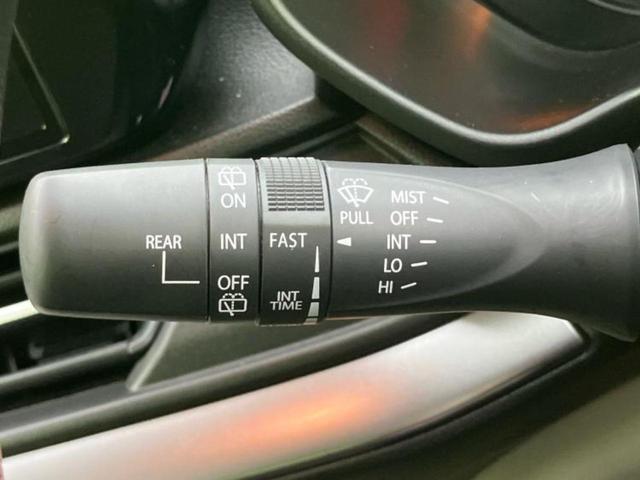 REAR
ON
INT
OFF
FAST
INT
TIME
PULL
MIST
OFF
INT
LO
HI